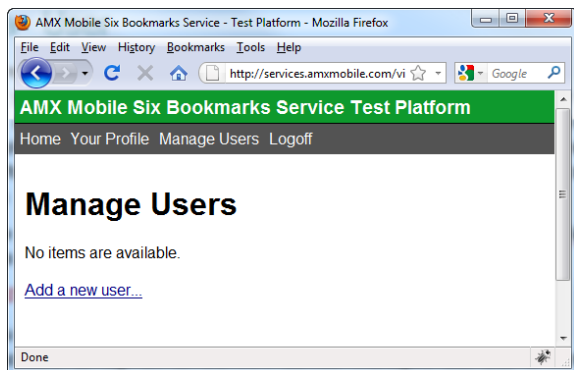 AMX Mobile Six Bookmarks Service - Test Platform - Mozilla Firefox
File Edit View History Bookmarks Tools Help
http://services.amxmobile.com/vi Google
AMX Mobile Six Bookmarks Service Test Platform
Home Your Profile Manage Users Logoff
Manage Users
No items are available.
Add a new user...
Done